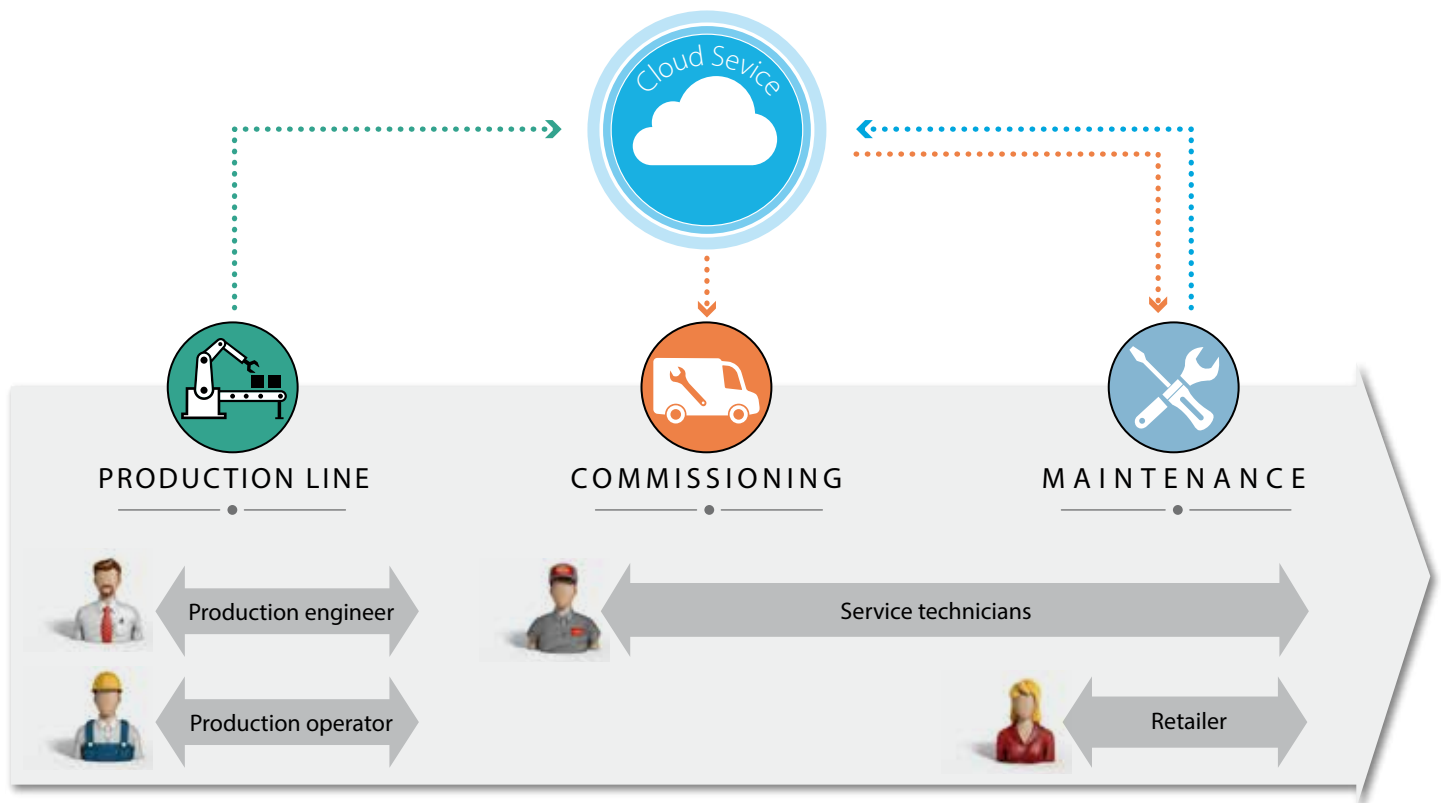 Cloud Sevice
PRODUCTION LINE
COMMISSIONING
MAINTENANCE
Production engineer
Service technicians
Production operator
Retailer